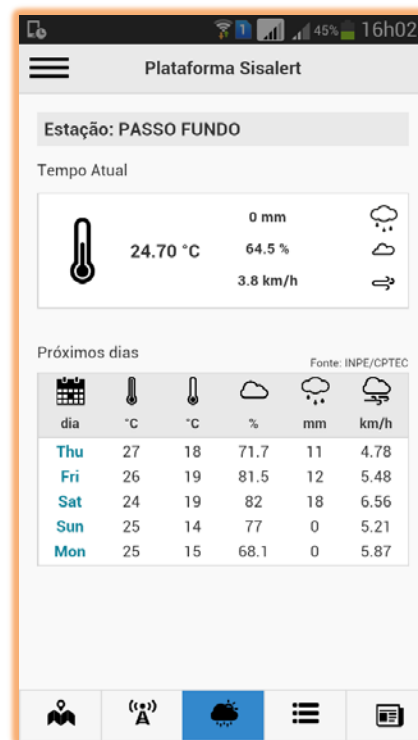 1 45% 16h02
Plataforma Sisalert
Estação: PASSO FUNDO
Tempo Atual
0 mm
24.70 °C 64.5 %
3.8 km/h
Próximos dias Fonte: INPE/CPTEC
dia °C °C % mm km/h
Thu 27 18 71.7 11 4.78
Fri 26 19 81.5 12 5.48
Sat 24 19 82 18 6.56
Sun 25 14 77 0 5.21
Mon 25 15 68.1 0 5.87